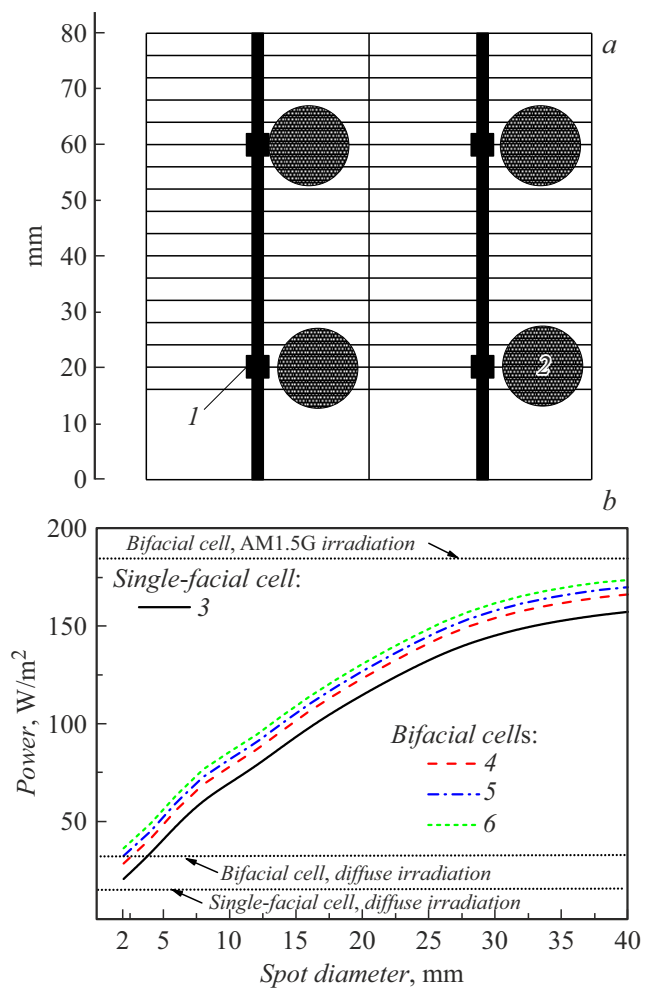 80
a
70
60
50
mm
40
30
20
2
1
10
0
b
200
Bifacial cell, AM1.5G irradiation
Single-facial cell:
3
150
Power, W/m²
100
Bifacial cells:
4
5
6
50
Bifacial cell, diffuse irradiation
Single-facial cell, diffuse irradiation
2 5 10 15 20 25 30 35 40
Spot diameter, mm